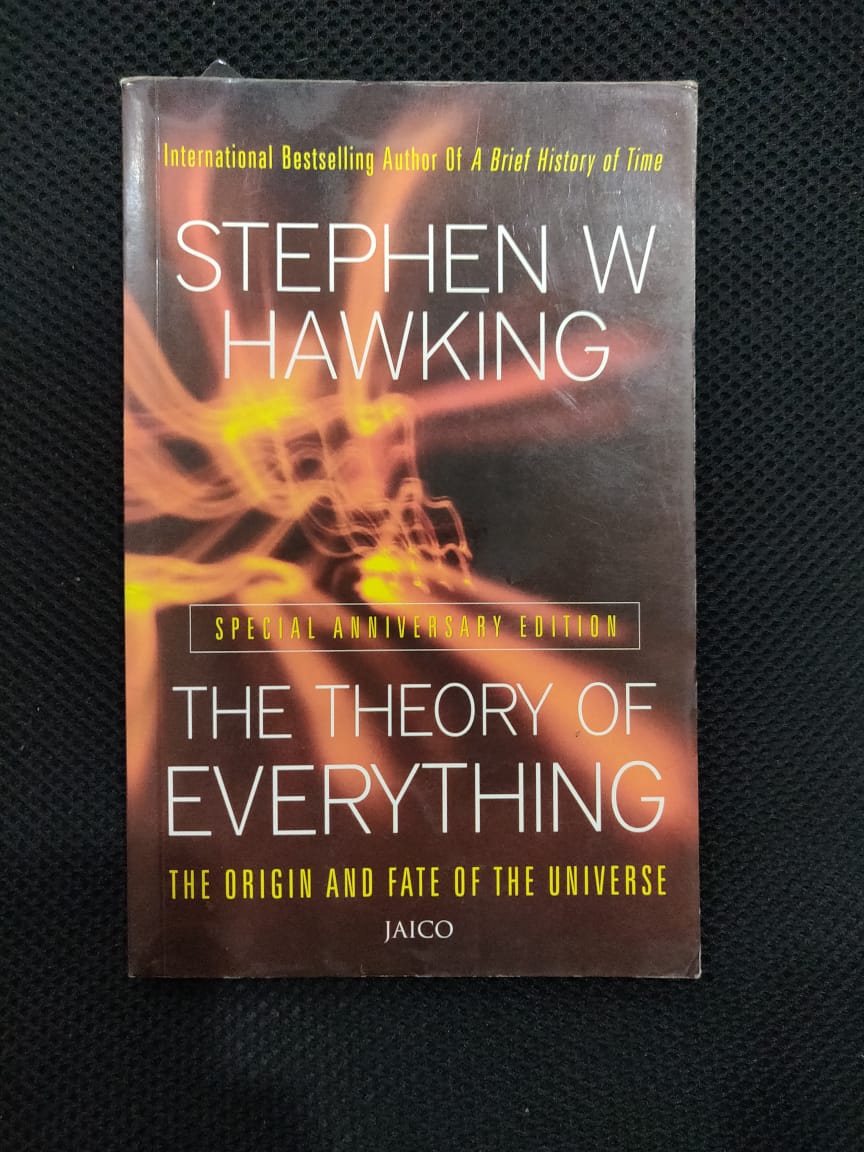 International Bestselling Author Of A Brief History of Time
STEPHEN W
HAWKING
SPECIAL ANNIVERSARY EDITION
THE THEORY OF
EVERYTHING
THE ORIGIN AND FATE OF THE UNIVERSE
JAICO